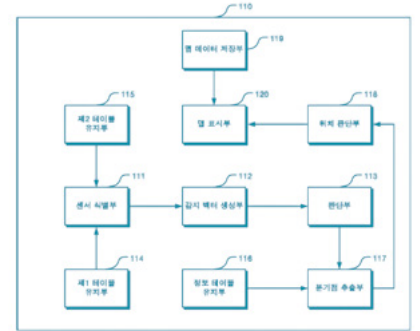 110
119
맵 데이터 저장부
115
120
118
제2 테이블
유지부
맵 표시부
위치 판단부
111
112
113
센서 식별부
감지 벡터 생성부
판단부
114
116
117
제1 테이블
유지부
정보 테이블
유지부
분기점 추출부